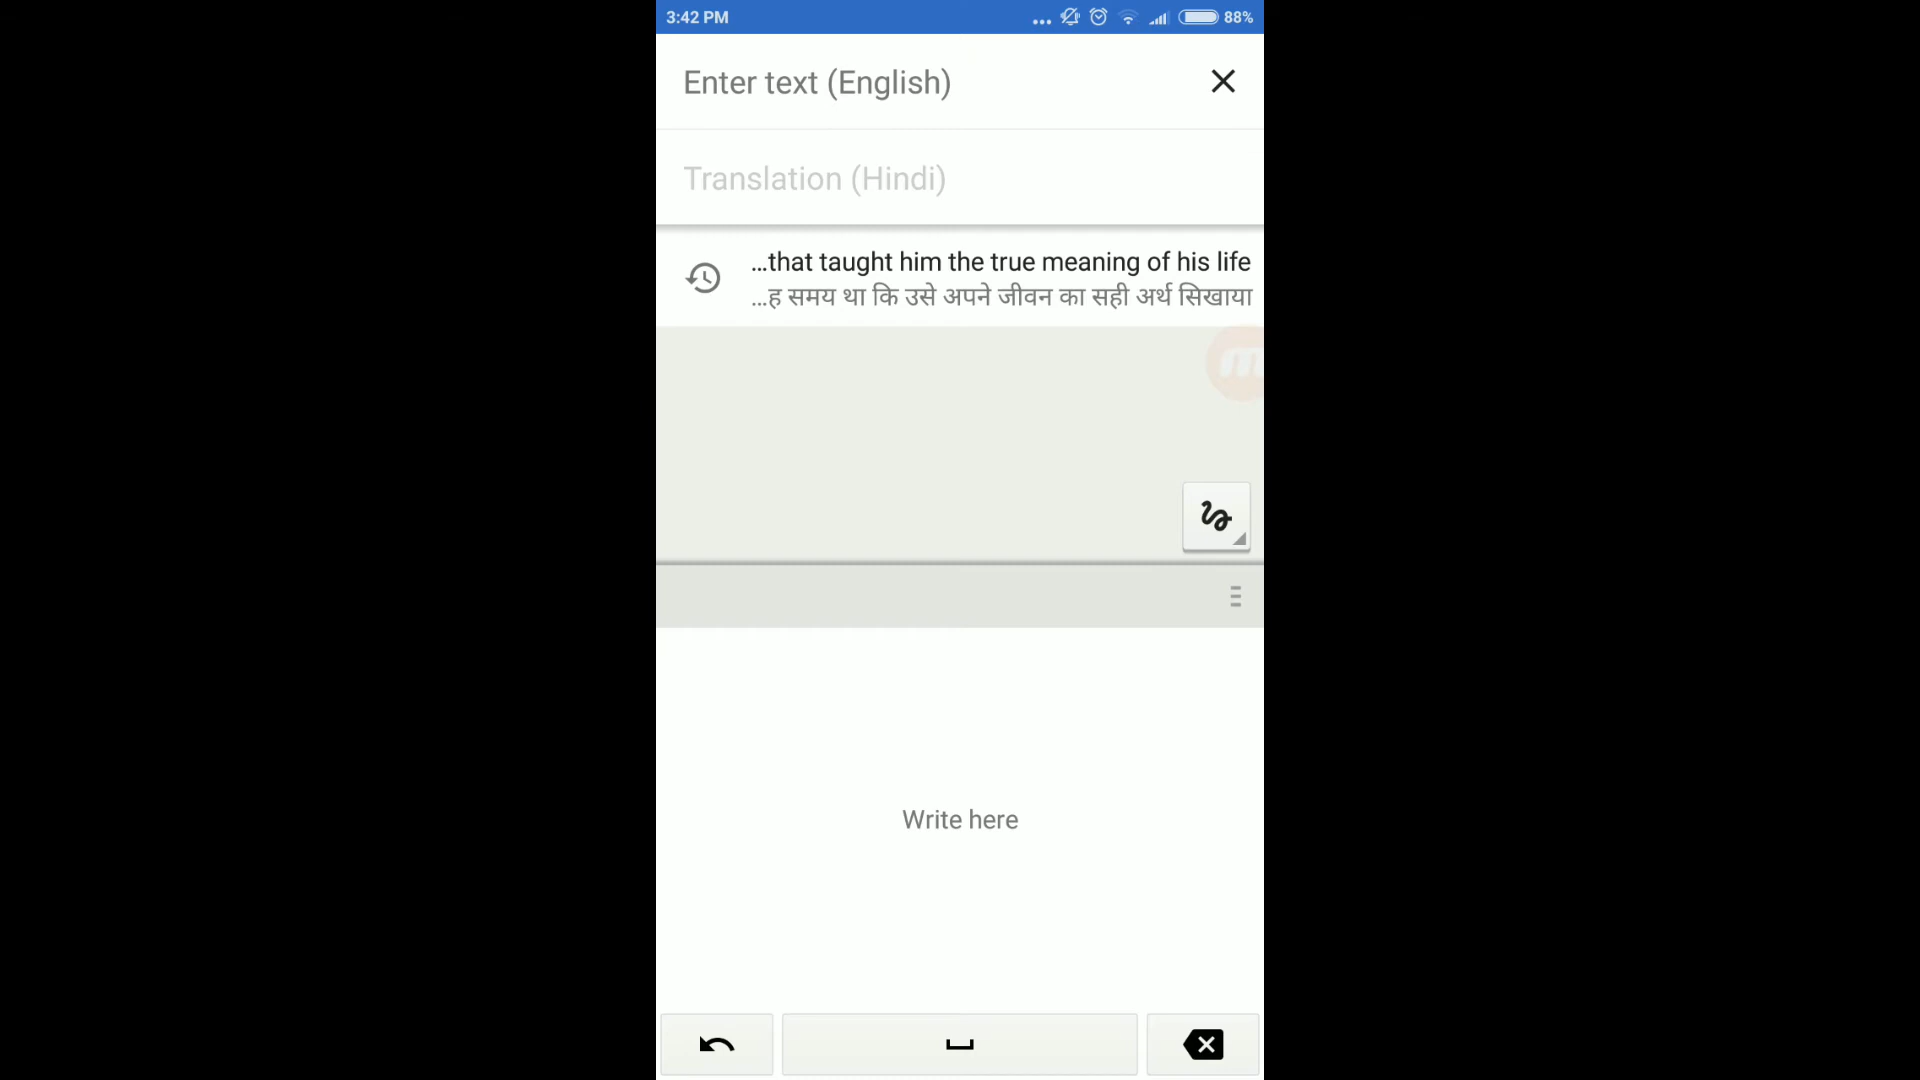 3:42 PM ... 88%
Enter text (English)
Translation (Hindi)
...that taught him the true meaning of his life
...ह समय था कि उसे अपने जीवन का सही अर्थ सिखाया
m
Write here